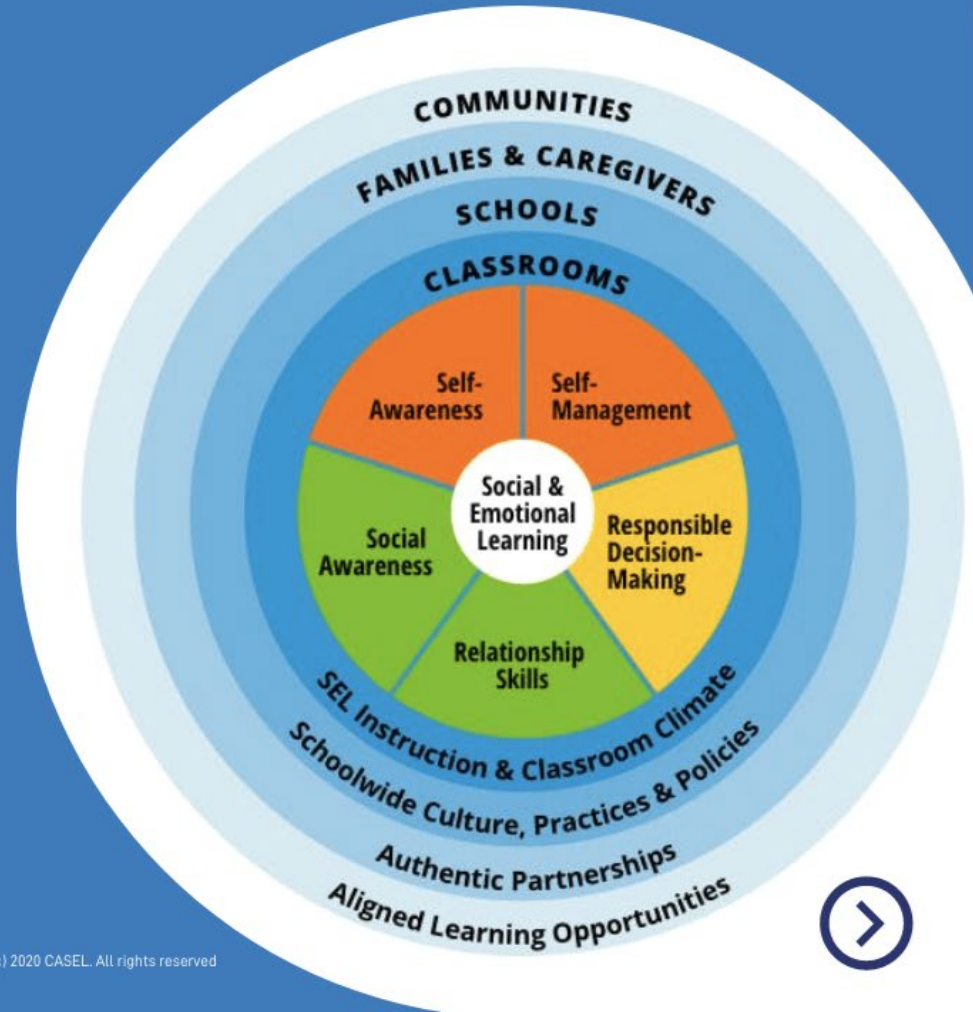 COMMUNITIES
FAMILIES & CAREGIVERS
SCHOOLS
CLASSROOMS
Self-
Awareness
Self-
Management
Social &
Emotional
Learning
Social
Awareness
Responsible
Decision-
Making
Relationship
Skills
SEL Instruction & Classroom Climate
Schoolwide Culture, Practices & Policies
Authentic Partnerships
Aligned Learning Opportunities
) 2020 CASEL. All rights reserved